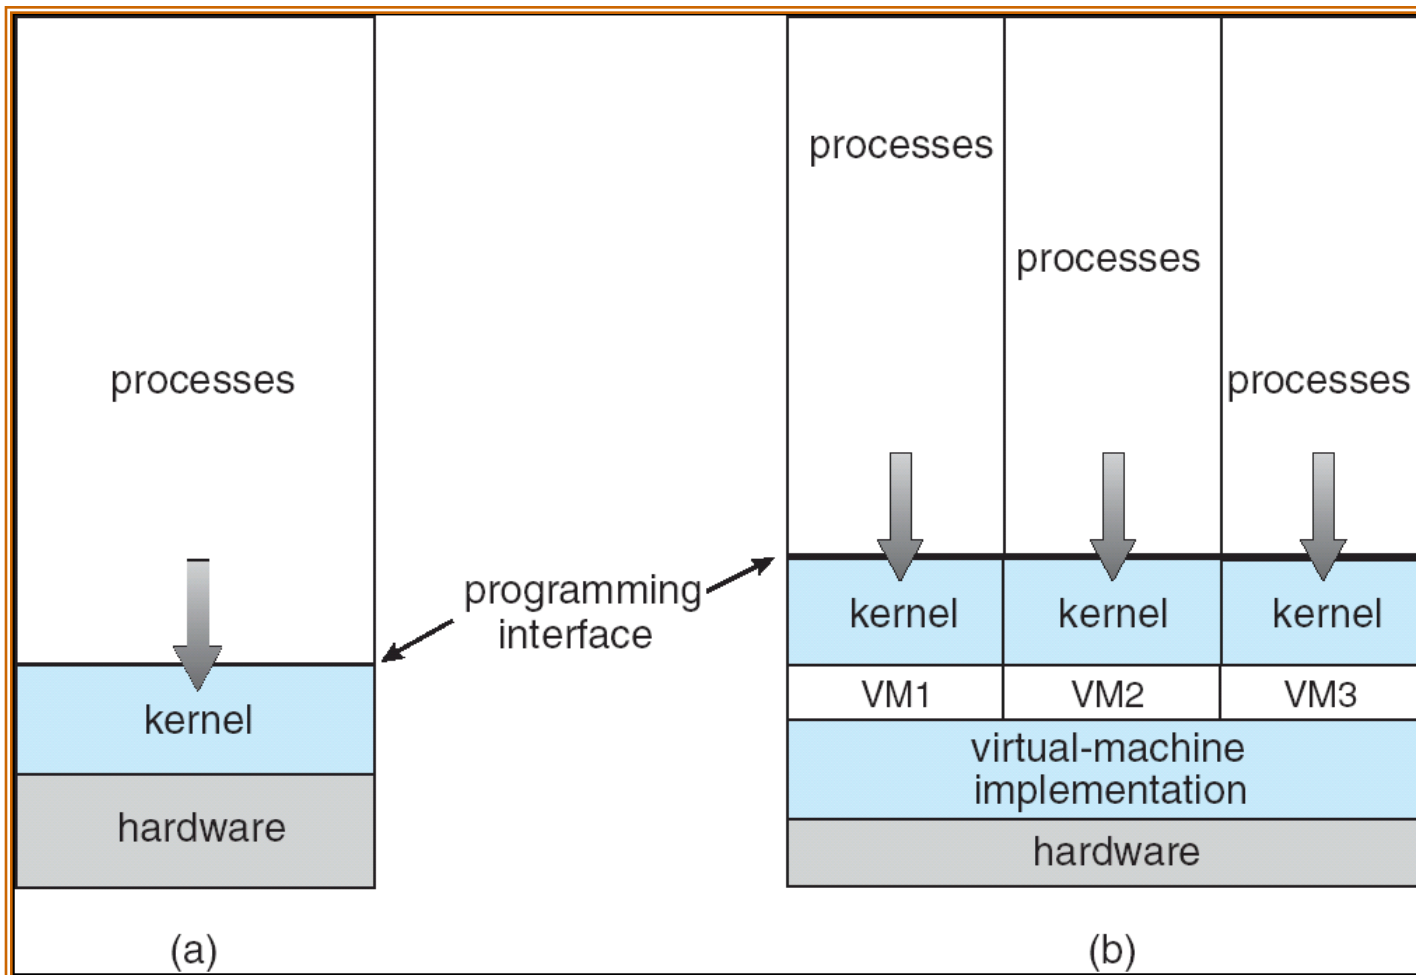 processes
kernel
hardware
(a)
programming
interface
processes
processes
processes
kernel
kernel
kernel
VM1
VM2
VM3
virtual-machine
implementation
hardware
(b)